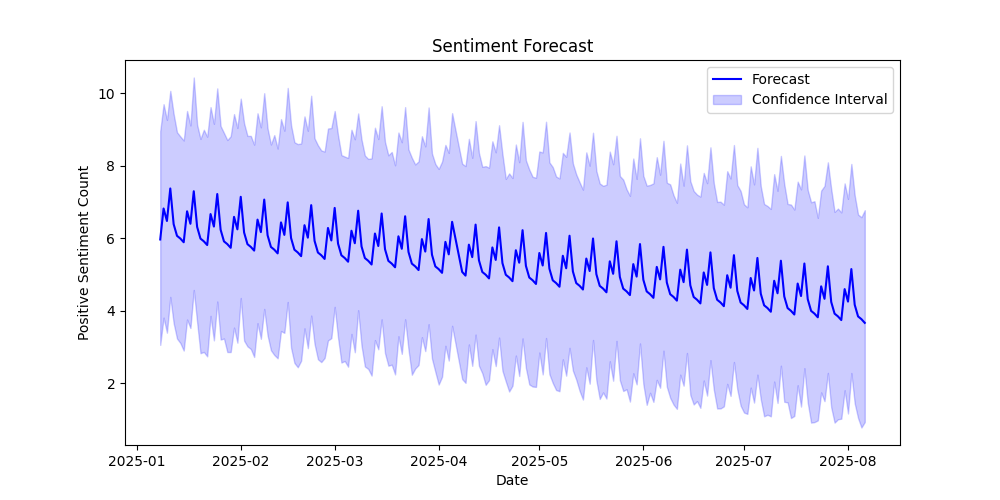 Sentiment Forecast
Forecast
Confidence Interval
Positive Sentiment Count
10
8
6
4
2
2025-01 2025-02 2025-03 2025-04 2025-05 2025-06 2025-07 2025-08
Date